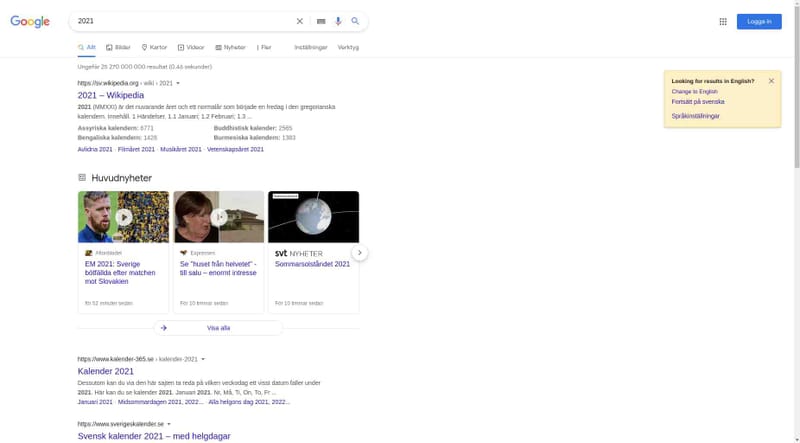 Google
2021
Logga in
Allt
Bilder
Kartor
Videor
Nyheter
Fler
Inställningar
Verktyg
Ungefär 25 270 000 000 resultat (0,44 sekunder)
https://sv.wikipedia.org › wiki › 2021
2021 – Wikipedia
2021 (MMXXI) är det nuvarande året och ett normalår som började en fredag i den gregorianska
kalendern. Innehåll. 1 Händelser. 1.1 Januari; 1.2 Februari; 1.3 ...
Assyriska kalendern: 6771
Buddhistisk kalender: 2565
Bengaliska kalendern: 1428
Burmesiska kalendern: 1383
Avlidna 2021 · Filmåret 2021 · Musikåret 2021 · Vetenskapsåret 2021
Looking for results in English?
Change to English
Fortsätt på svenska
Språkinställningar
Huvudnyheter
Aftonbladet
EM 2021: Sverige
bötfällda efter matchen
mot Slovakien
för 52 minuter sedan
Expressen
Se "huset från helvetet" -
till salu – enormt intresse
För 10 timmar sedan
svt NYHETER
Sommarsolståndet 2021
För 10 timmar sedan
Visa alla
https://www.kalender-365.se › kalender-2021
Kalender 2021
Dessutom kan du via den här sajten ta reda på vilken veckodag ett visst datum faller under
2021. Här kan du se kalender 2021. Januari 2021. Nr, Må, Ti, On, To, Fr ...
Januari 2021 · Midsommardagen 2021, 2022... · Alla helgons dag 2021, 2022...
https://www.sverigeskalender.se
Svensk kalender 2021 – med helgdagar